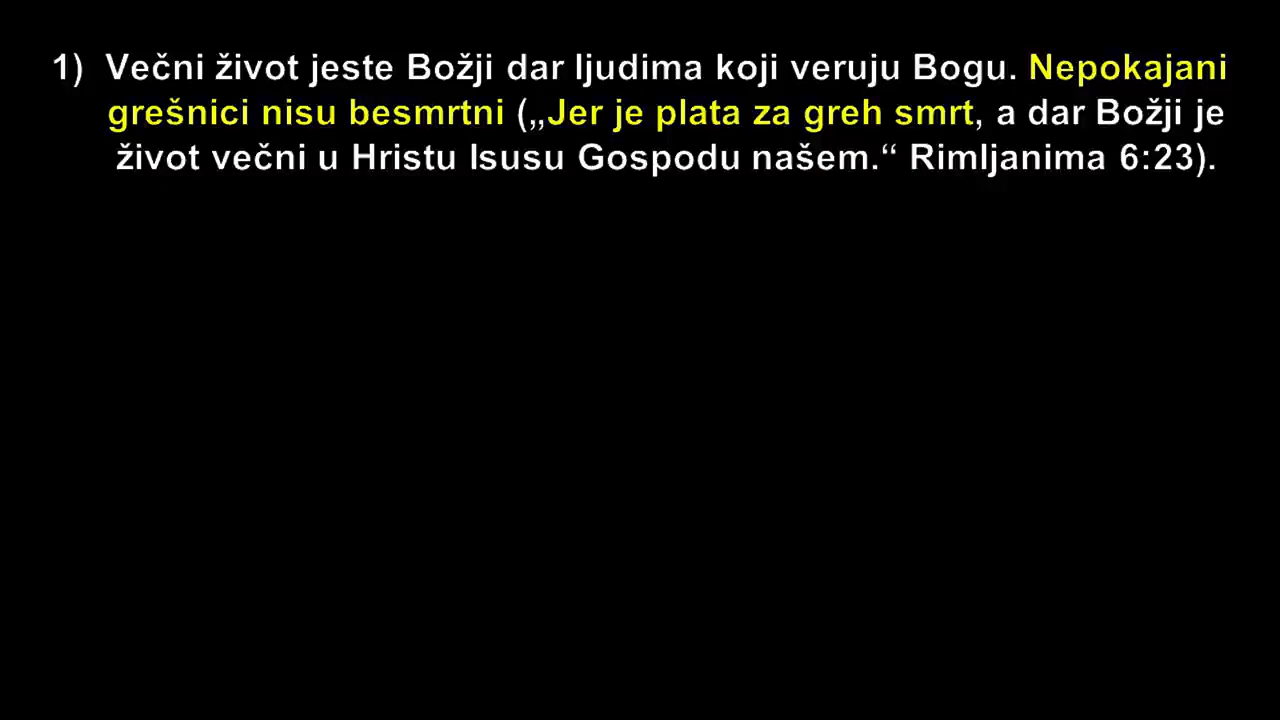 1) Večni život jeste Božji dar ljudima koji veruju Bogu. Nepokajani
grešnici nisu besmrtni („Jer je plata za greh smrt, a dar Božji je
život večni u Hristu Isusu Gospodu našem.“ Rimljanima 6:23).